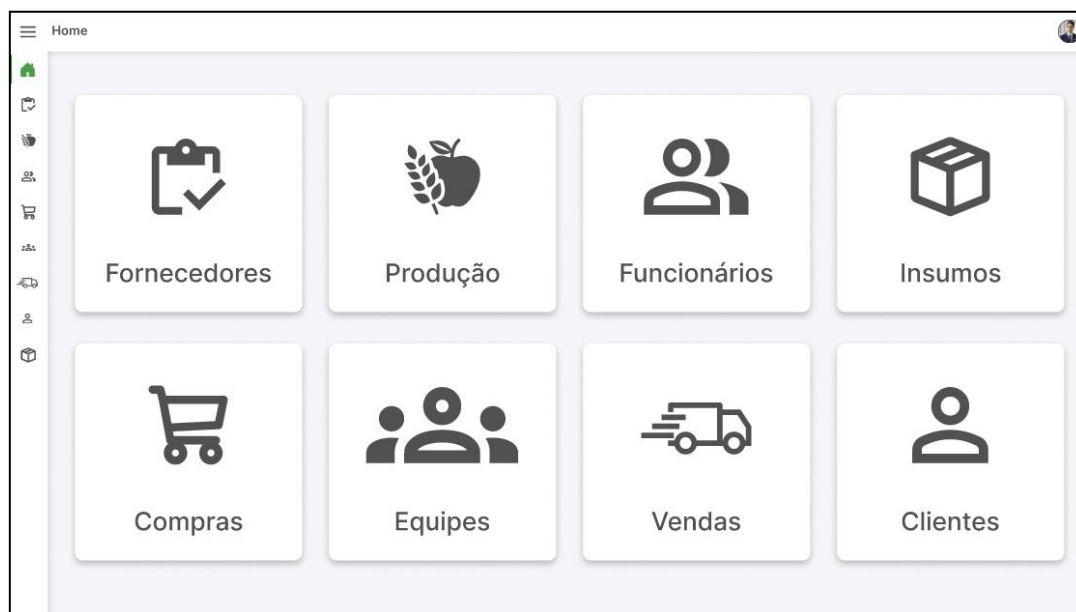 Home
Fornecedores
Produção
Funcionários
Insumos
Compras
Equipes
Vendas
Clientes